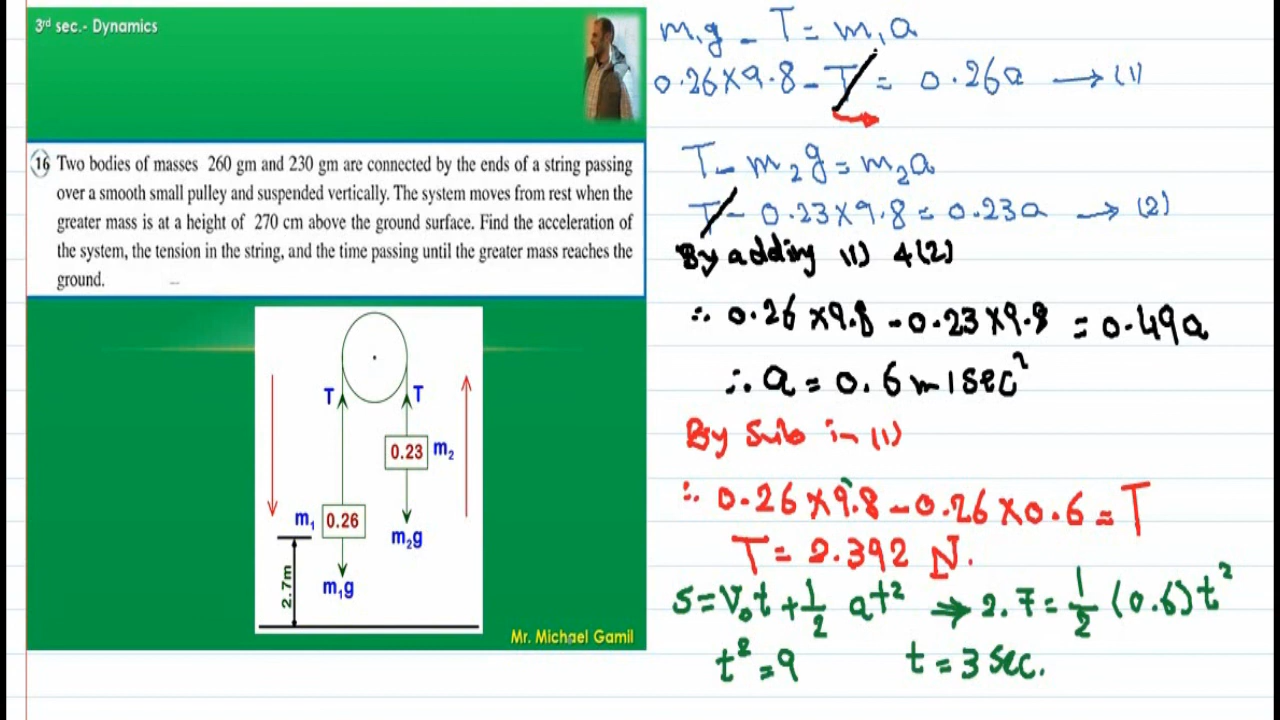 3rd sec.- Dynamics
16 Two bodies of masses 260 gm and 230 gm are connected by the ends of a string passing
over a smooth small pulley and suspended vertically. The system moves from rest when the
greater mass is at a height of 270 cm above the ground surface. Find the acceleration of
the system, the tension in the string, and the time passing until the greater mass reaches the
ground.
T T
0.23 m₂
m₁ 0.26
m₂g
2.7m
m₁g
Mr. Michael Gamil
m₁g - T = m₁a
0.26×9.8 - T = 0.26a → (1)
T - m₂g = m₂a
T - 0.23×9.8 = 0.23a → (2)
By adding (1) & (2)
∴ 0.26×9.8 - 0.23×9.8 = 0.49a
∴ a = 0.6 m/sec²
By sub in (1)
∴ 0.26×9.8 - 0.26×0.6 = T
T = 2.392 N.
S = V₀t + 1/2 at² ⇒ 2.7 = 1/2 (0.6)t²
t² = 9 t = 3 sec.